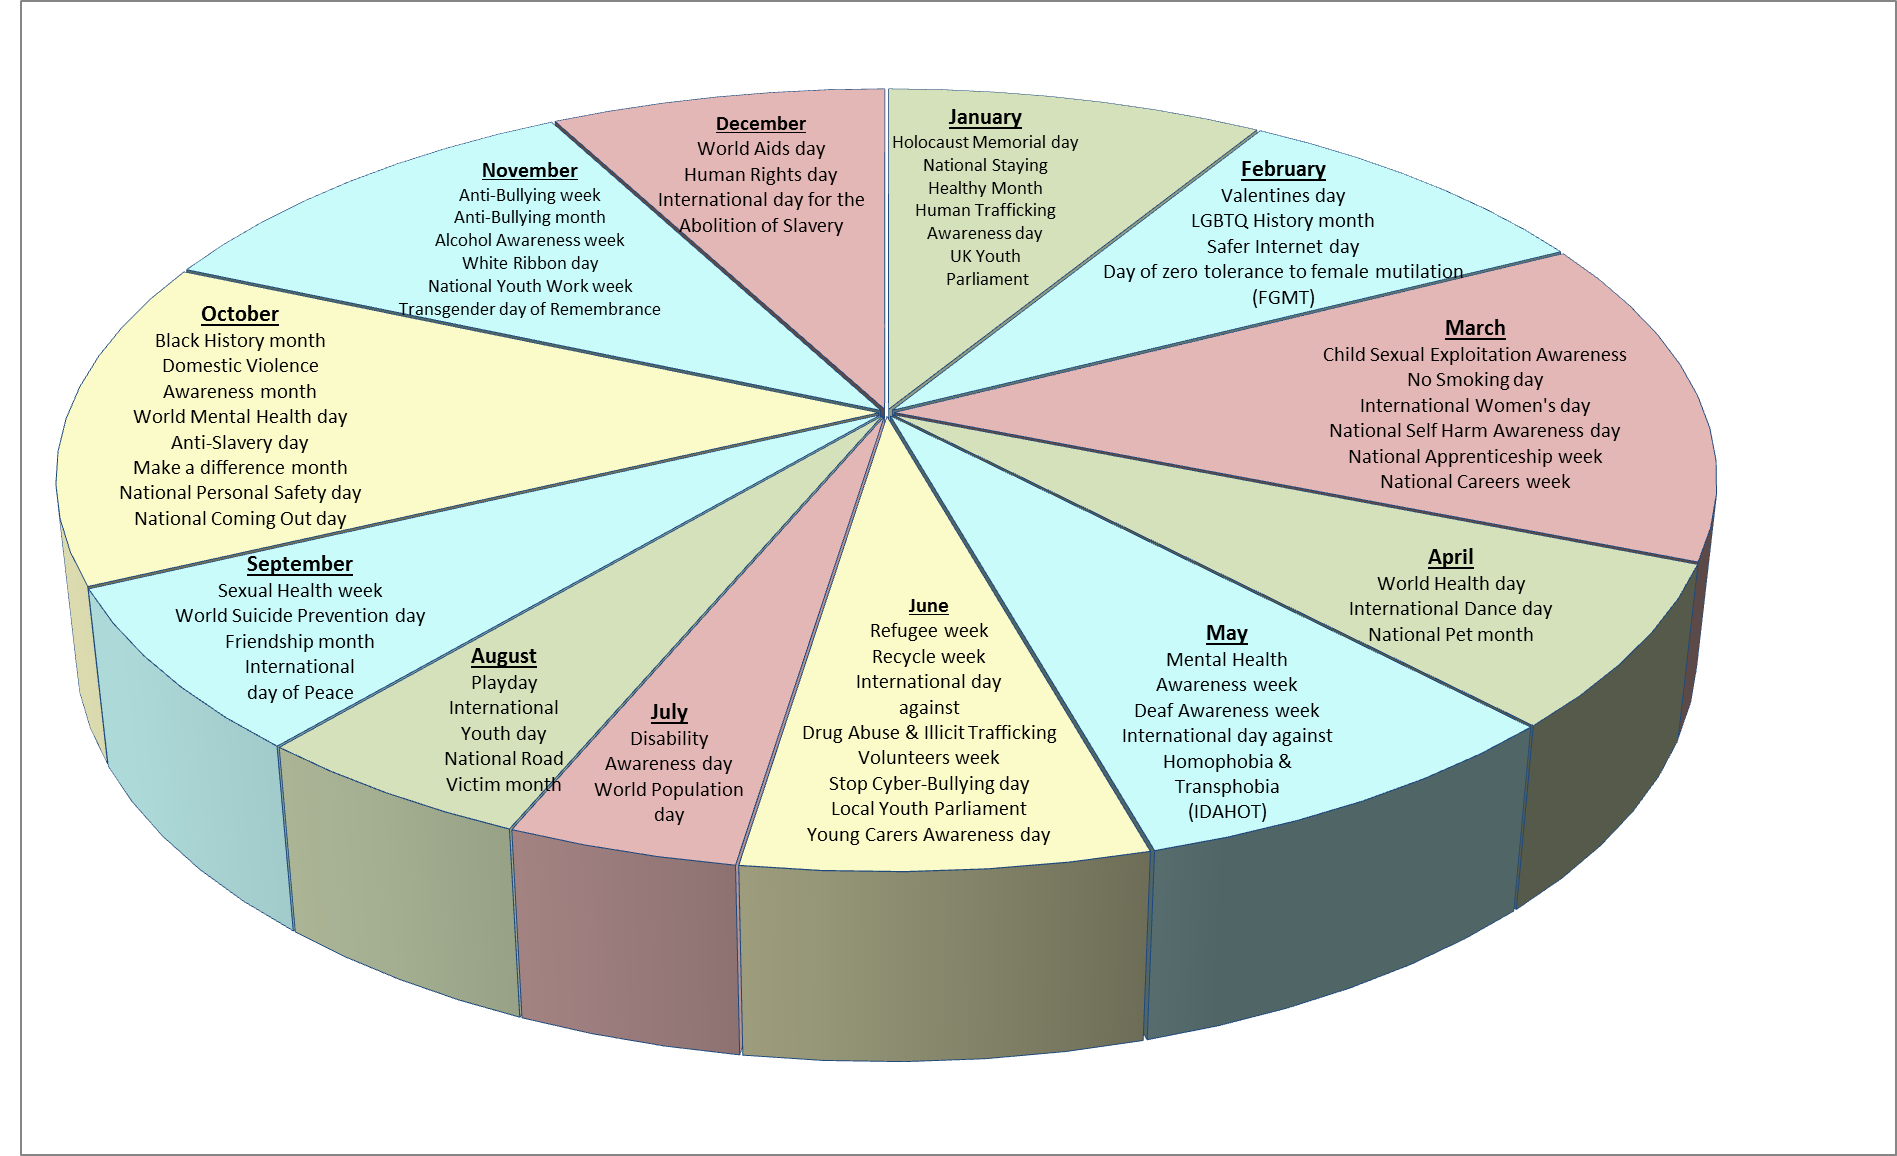 January
Holocaust Memorial day
National Staying
Healthy Month
Human Trafficking
Awareness day
UK Youth
Parliament
February
Valentines day
LGBTQ History month
Safer Internet day
Day of zero tolerance to female mutilation
(FGMT)
March
Child Sexual Exploitation Awareness
No Smoking day
International Women's day
National Self Harm Awareness day
National Apprenticeship week
National Careers week
April
World Health day
International Dance day
National Pet month
May
Mental Health
Awareness week
Deaf Awareness week
International day against
Homophobia &
Transphobia
(IDAHOT)
June
Refugee week
Recycle week
International day
against
Drug Abuse & Illicit Trafficking
Volunteers week
Stop Cyber-Bullying day
Local Youth Parliament
Young Carers Awareness day
July
Disability
Awareness day
World Population
day
August
Playday
International
Youth day
National Road
Victim month
September
Sexual Health week
World Suicide Prevention day
Friendship month
International
day of Peace
October
Black History month
Domestic Violence
Awareness month
World Mental Health day
Anti-Slavery day
Make a difference month
National Personal Safety day
National Coming Out day
November
Anti-Bullying week
Anti-Bullying month
Alcohol Awareness week
White Ribbon day
National Youth Work week
Transgender day of Remembrance
December
World Aids day
Human Rights day
International day for the
Abolition of Slavery